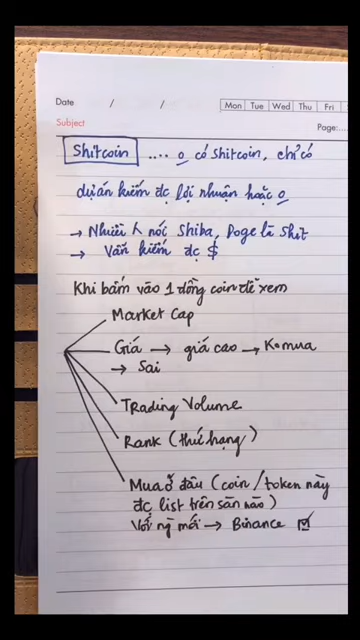 Date / /
Mon Tue Wed Thu Fri
Subject
Page:....
Shitcoin .... o có shitcoin, chỉ có
dự án kiếm đc lợi nhuận hoặc o
→ Nhiều nói Shiba, Doge là Shit
→ Vẫn kiếm đc $
Khi bấm vào 1 đồng coin để xem
Market Cap
Giá → giá cao → K mua
→ Sai
Trading Volume
Rank (thứ hạng)
Mua ở đâu (coin / token này
đc list trên sàn nào)
Với ng mới → Binance ☑